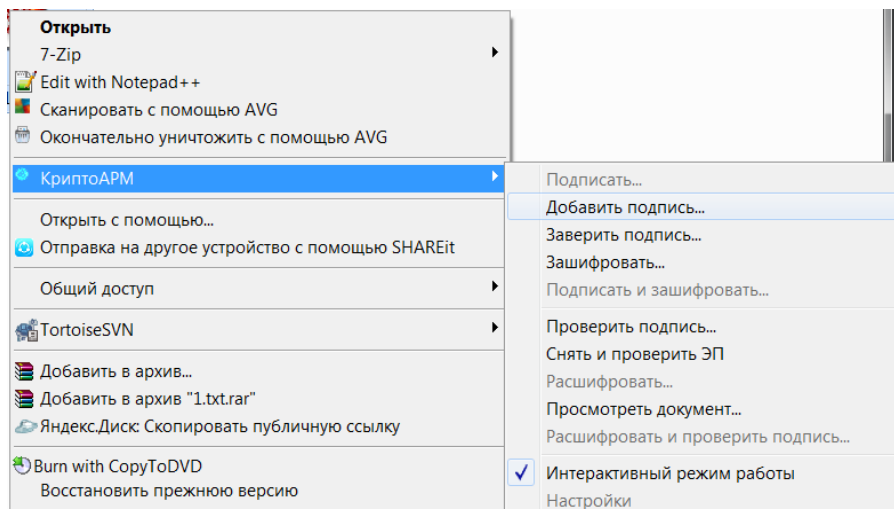 Открыть
7-Zip
Edit with Notepad++
Сканировать с помощью AVG
Окончательно уничтожить с помощью AVG
КриптоАРМ
Открыть с помощью...
Отправка на другое устройство с помощью SHAREit
Общий доступ
TortoiseSVN
Добавить в архив...
Добавить в архив "1.txt.rar"
Яндекс.Диск: Скопировать публичную ссылку
Burn with CopyToDVD
Восстановить прежнюю версию
Подписать...
Добавить подпись...
Заверить подпись...
Зашифровать...
Подписать и зашифровать...
Проверить подпись...
Снять и проверить ЭП
Расшифровать...
Просмотреть документ...
Расшифровать и проверить подпись...
Интерактивный режим работы
Настройки